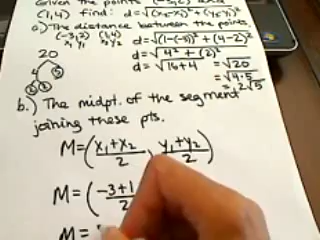 Given the points (-3,2) and
(1,4) find: d=√(x₂-x₁)²+(y₂-y₁)²
a.) The distance between the points.
(-3,2) (1,4) d=√(1-(-3))²+(4-2)²
x₁ y₁ x₂ y₂
20 d=√4²+(2)²
d=√16+4 = √20
= √4·5
= 2√5
b.) The midpt. of the segment
joining these pts.
M=(x₁+x₂/2, y₁+y₂/2)
M=(-3+1/2
M=